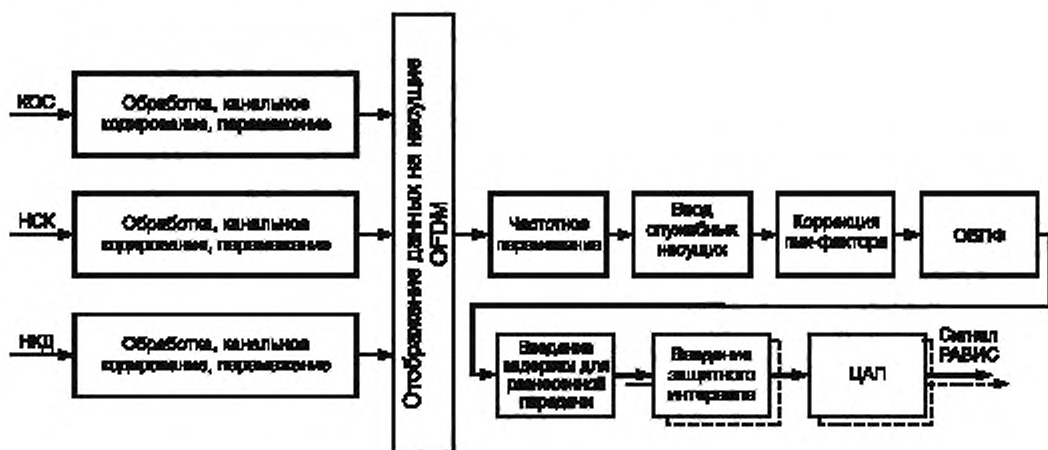 КОС
Обработка, канальное
кодирование, перемежение
НСК
Обработка, канальное
кодирование, перемежение
НКД
Обработка, канальное
кодирование, перемежение
Отображение данных на несущие
OFDM
Частотное
перемежение
Ввод
служебных
несущих
Коррекция
пик-фактора
ОБПФ
Введение
задержки для
разнесенной
передачи
Введение
защитного
интервала
ЦАП
Сигнал
РАВИС